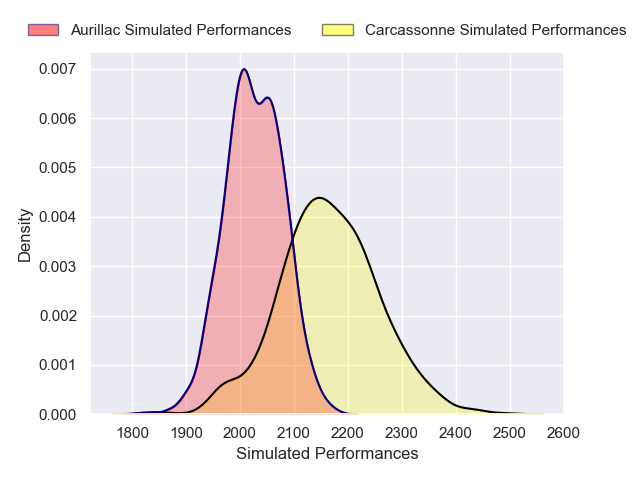 Aurillac Simulated Performances Carcassonne Simulated Performances
0.007
0.006
0.005
0.004
0.003
0.002
0.001
0.000
Density
1800 1900 2000 2100 2200 2300 2400 2500 2600
Simulated Performances